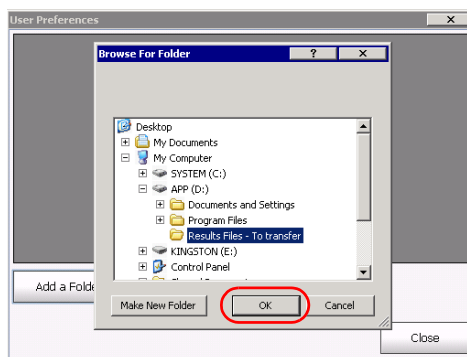 User Preferences
Browse For Folder
Desktop
My Documents
My Computer
SYSTEM (C:)
APP (D:)
Documents and Settings
Program Files
Results Files - To transfer
KINGSTON (E:)
Control Panel
Add a Folde
Make New Folder
OK
Cancel
Close